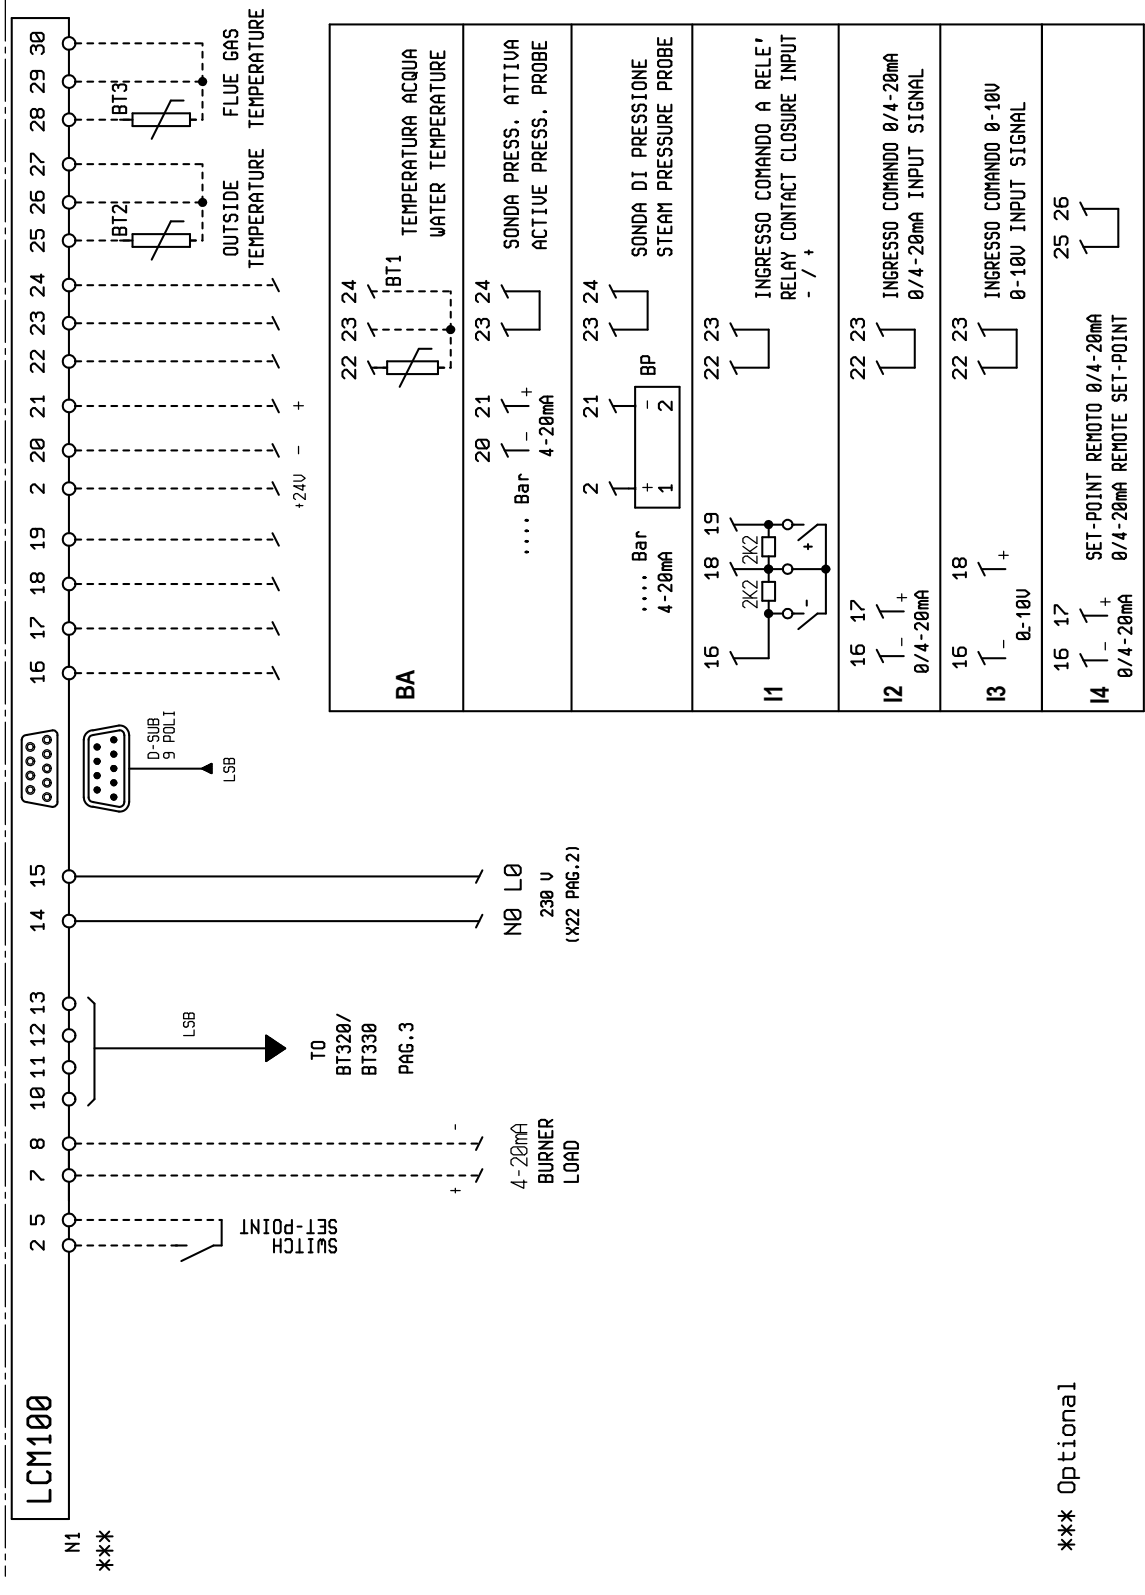 N1
***
LCM100
2 5 7 8 10 11 12 13 14 15 16 17 18 19 2 20 21 22 23 24 25 26 27 28 29 30
SWITCH
SET-POINT
+ -
4-20mA
BURNER
LOAD
LSB
TO
BT320/
BT330
PAG.3
N0 L0
230 V
(X22 PAG.2)
D-SUB
9 POLI
LSB
+24V - +
BT2
OUTSIDE
TEMPERATURE
BT3
FLUE GAS
TEMPERATURE
BA
22 23 24
BT1
TEMPERATURA ACQUA
WATER TEMPERATURE
20 21 23 24
- +
.... Bar 4-20mA
SONDA PRESS. ATTIVA
ACTIVE PRESS. PROBE
2 21 23 24
+ - BP
1 2
.... Bar
4-20mA
SONDA DI PRESSIONE
STEAM PRESSURE PROBE
I1
16 18 19 22 23
2K2 2K2
- +
INGRESSO COMANDO A RELE'
RELAY CONTACT CLOSURE INPUT
- / +
I2
16 17 22 23
- +
0/4-20mA
INGRESSO COMANDO 0/4-20mA
0/4-20mA INPUT SIGNAL
I3
16 18 22 23
- +
0-10V
INGRESSO COMANDO 0-10V
0-10V INPUT SIGNAL
I4
16 17 25 26
- +
0/4-20mA
SET-POINT REMOTO 0/4-20mA
0/4-20mA REMOTE SET-POINT
*** Optional